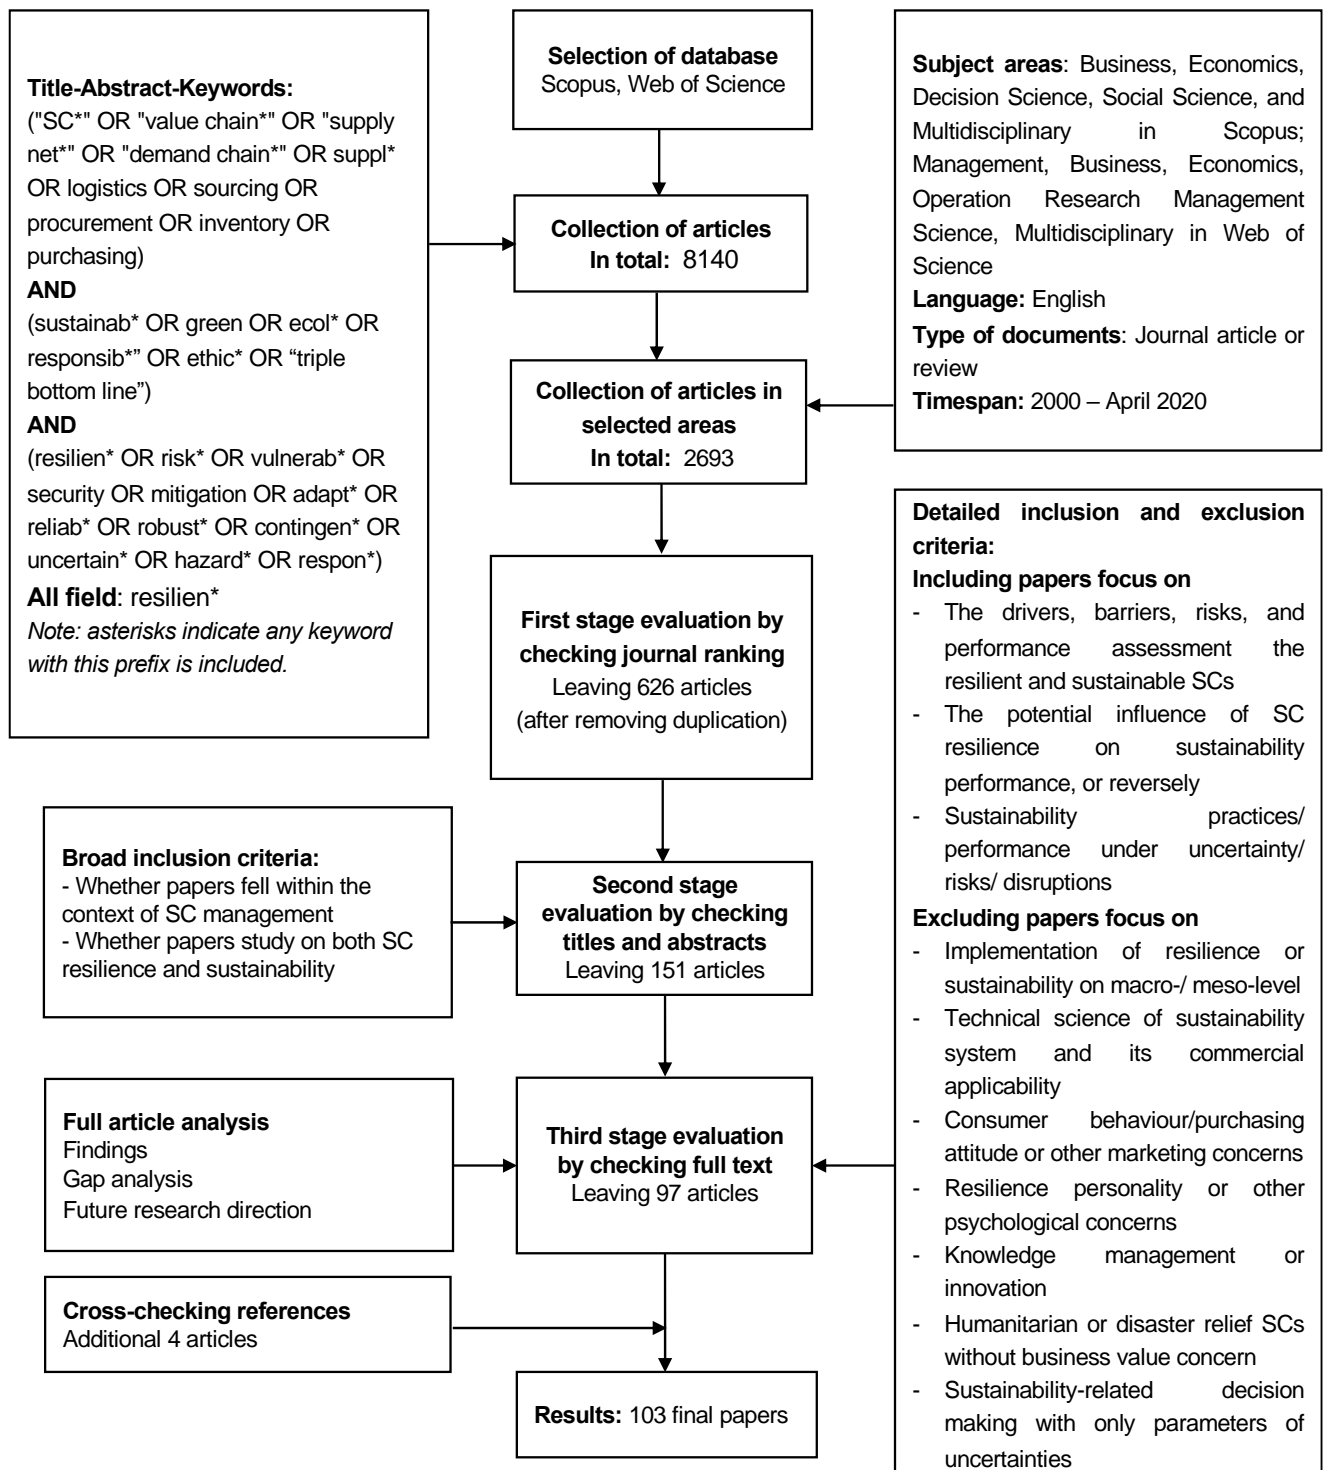 Selection of database
Scopus, Web of Science
Title-Abstract-Keywords:
("SC*" OR "value chain*" OR "supply
net*" OR "demand chain*" OR suppl*
OR logistics OR sourcing OR
procurement OR inventory OR
purchasing)
AND
(sustainab* OR green OR ecol* OR
responsib*” OR ethic* OR “triple
bottom line”)
AND
(resilien* OR risk* OR vulnerab* OR
security OR mitigation OR adapt* OR
reliab* OR robust* OR contingen* OR
uncertain* OR hazard* OR respon*)
All field: resilien*
Note: asterisks indicate any keyword
with this prefix is included.
Collection of articles
In total: 8140
Subject areas: Business, Economics,
Decision Science, Social Science, and
Multidisciplinary in Scopus;
Management, Business, Economics,
Operation Research Management
Science, Multidisciplinary in Web of
Science
Language: English
Type of documents: Journal article or
review
Timespan: 2000 – April 2020
Collection of articles in
selected areas
In total: 2693
First stage evaluation by
checking journal ranking
Leaving 626 articles
(after removing duplication)
Broad inclusion criteria:
- Whether papers fell within the
context of SC management
- Whether papers study on both SC
resilience and sustainability
Second stage
evaluation by checking
titles and abstracts
Leaving 151 articles
Detailed inclusion and exclusion
criteria:
Including papers focus on
- The drivers, barriers, risks, and
performance assessment the
resilient and sustainable SCs
- The potential influence of SC
resilience on sustainability
performance, or reversely
- Sustainability practices/
performance under uncertainty/
risks/ disruptions
Excluding papers focus on
- Implementation of resilience or
sustainability on macro-/ meso-level
- Technical science of sustainability
system and its commercial
applicability
- Consumer behaviour/purchasing
attitude or other marketing concerns
- Resilience personality or other
psychological concerns
- Knowledge management or
innovation
- Humanitarian or disaster relief SCs
without business value concern
- Sustainability-related decision
making with only parameters of
uncertainties
Full article analysis
Findings
Gap analysis
Future research direction
Third stage evaluation
by checking full text
Leaving 97 articles
Cross-checking references
Additional 4 articles
Results: 103 final papers